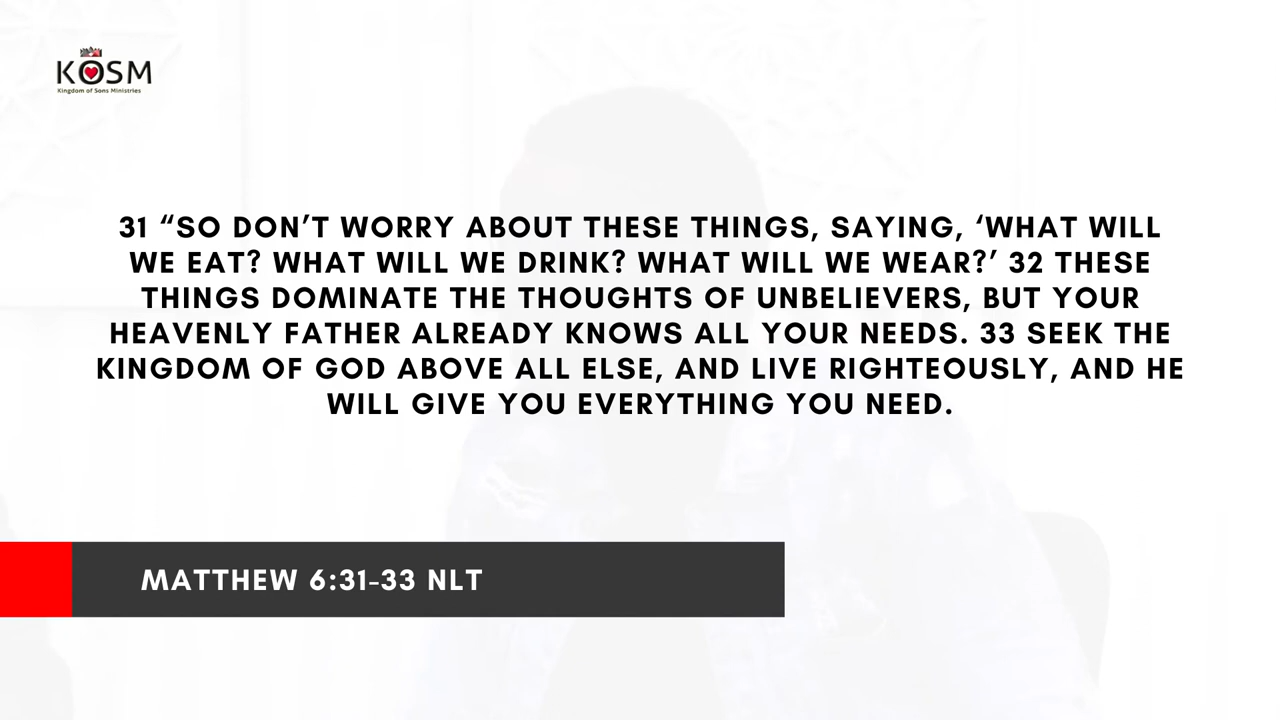 KOSM
Kingdom of Sons Ministries
31 “SO DON’T WORRY ABOUT THESE THINGS, SAYING, ‘WHAT WILL
WE EAT? WHAT WILL WE DRINK? WHAT WILL WE WEAR?’ 32 THESE
THINGS DOMINATE THE THOUGHTS OF UNBELIEVERS, BUT YOUR
HEAVENLY FATHER ALREADY KNOWS ALL YOUR NEEDS. 33 SEEK THE
KINGDOM OF GOD ABOVE ALL ELSE, AND LIVE RIGHTEOUSLY, AND HE
WILL GIVE YOU EVERYTHING YOU NEED.
MATTHEW 6:31-33 NLT